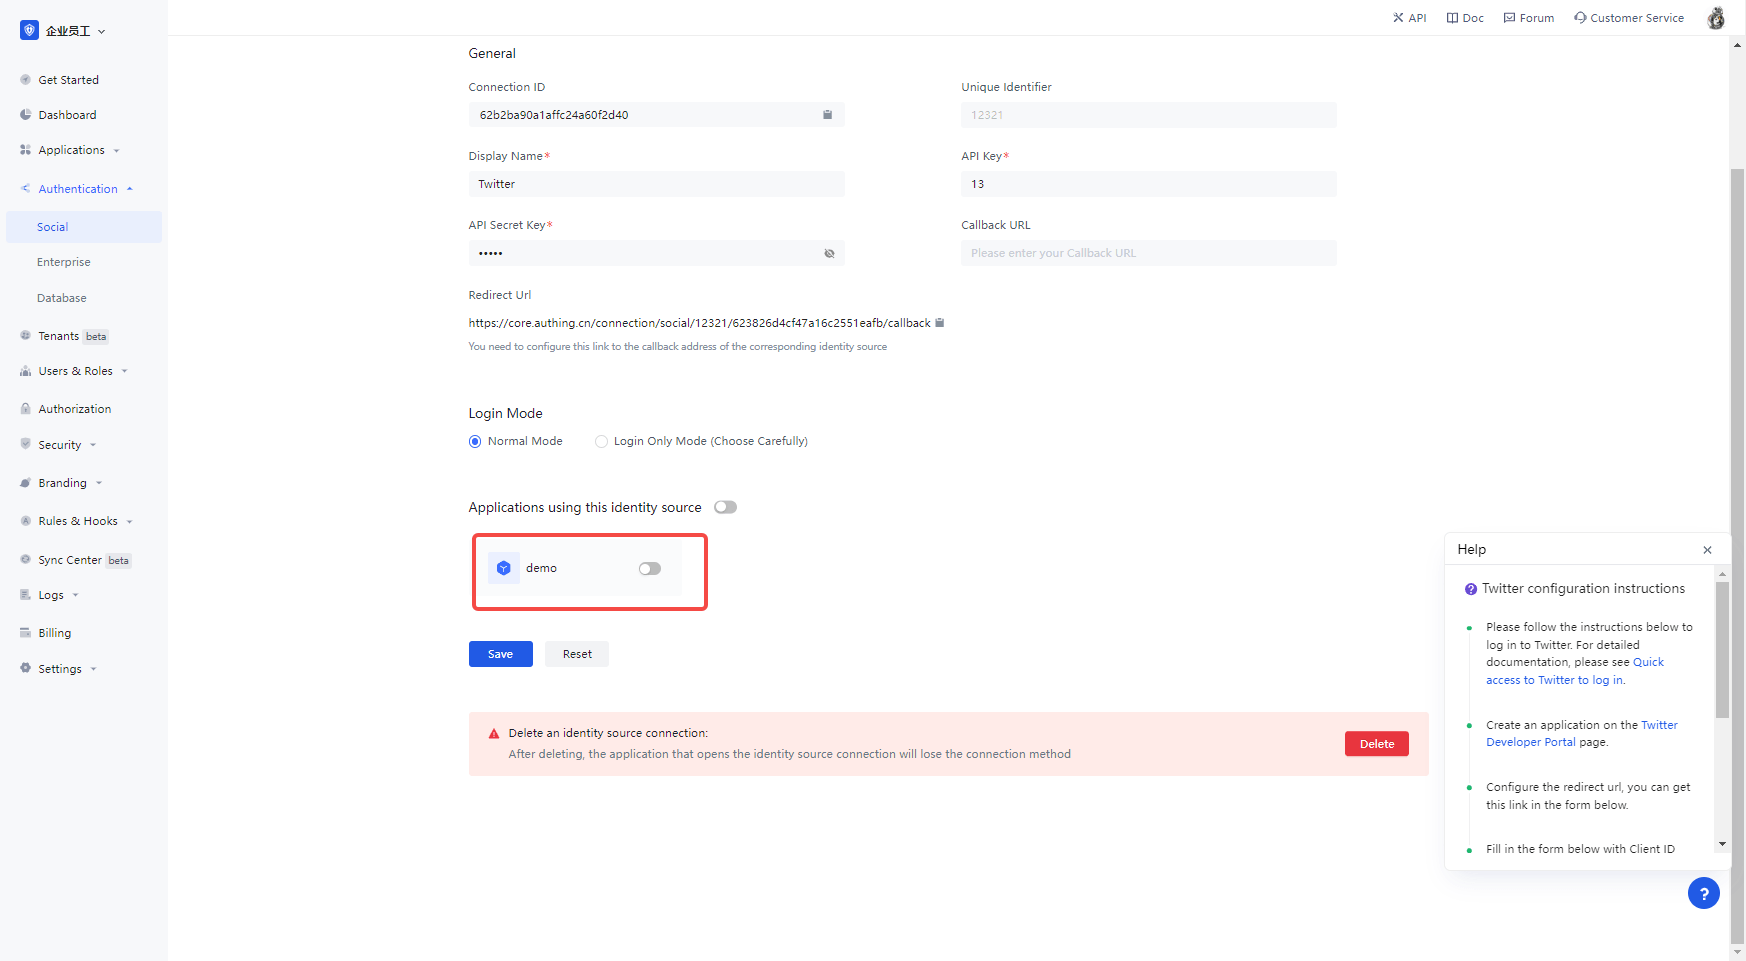 企业员工
API
Doc
Forum
Customer Service
Get Started
Dashboard
Applications
Authentication
Social
Enterprise
Database
Tenants beta
Users & Roles
Authorization
Security
Branding
Rules & Hooks
Sync Center beta
Logs
Billing
Settings
General
Connection ID
62b2ba90a1affc24a60f2d40
Unique Identifier
12321
Display Name*
Twitter
API Key*
13
API Secret Key*
•••••
Callback URL
Please enter your Callback URL
Redirect Url
https://core.authing.cn/connection/social/12321/623826d4cf47a16c2551eafb/callback
You need to configure this link to the callback address of the corresponding identity source
Login Mode
Normal Mode
Login Only Mode (Choose Carefully)
Applications using this identity source
demo
Save
Reset
Delete an identity source connection:
After deleting, the application that opens the identity source connection will lose the connection method
Delete
Help
? Twitter configuration instructions
Please follow the instructions below to
log in to Twitter. For detailed
documentation, please see Quick
access to Twitter to log in.
Create an application on the Twitter
Developer Portal page.
Configure the redirect url, you can get
this link in the form below.
Fill in the form below with Client ID
?